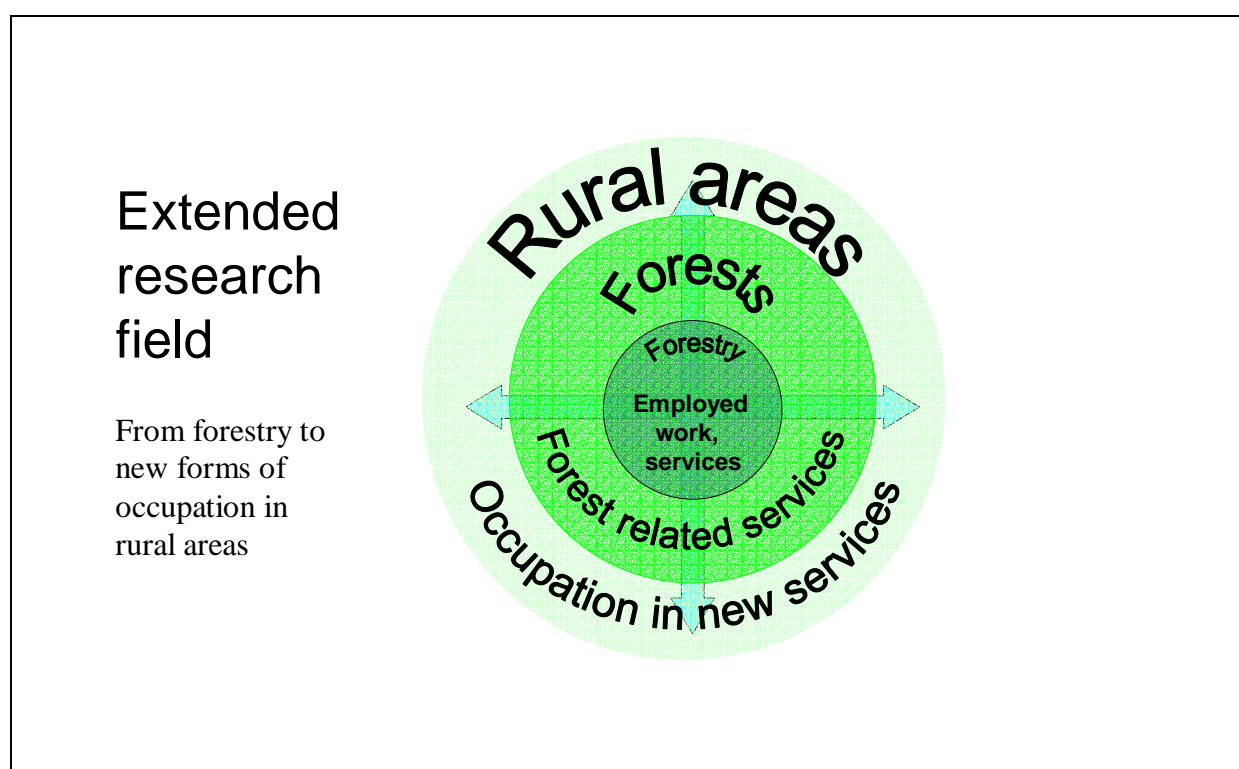 Extended
research
field
From forestry to
new forms of
occupation in
rural areas
Rural areas
Forests
Forestry
Employed
work,
services
Forest related services
Occupation in new services